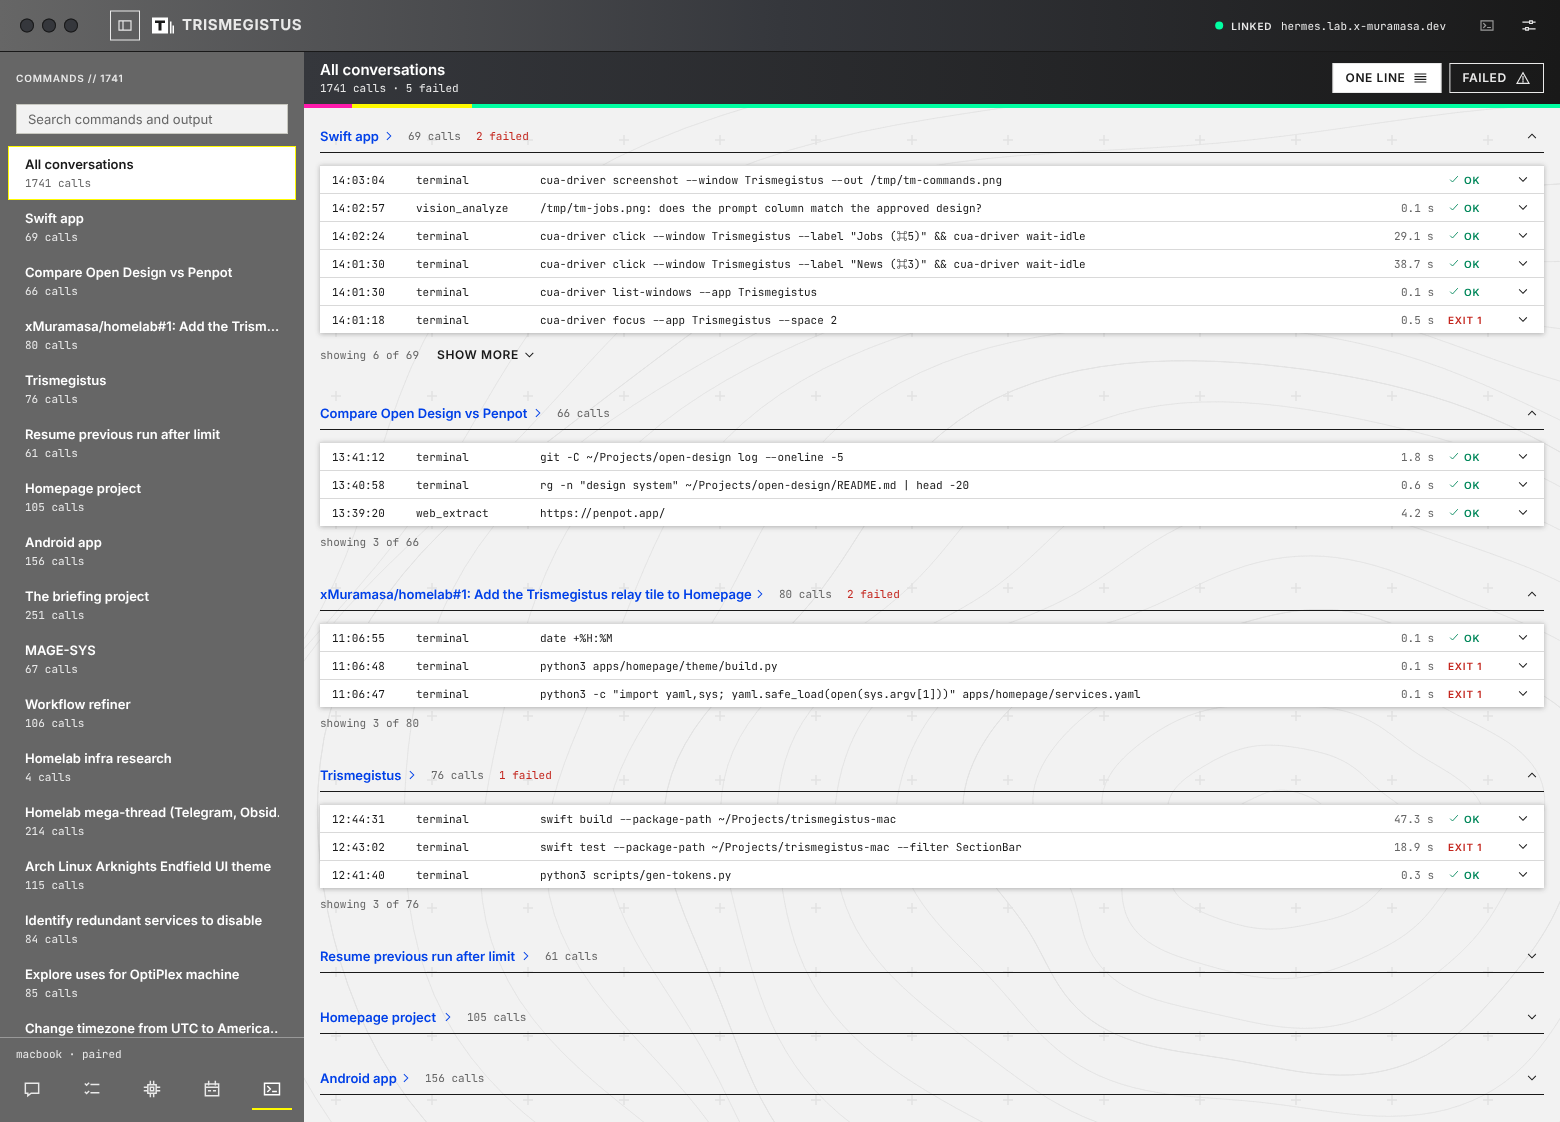 TRISMEGISTUS
LINKED hermes.lab.x-muramasa.dev
COMMANDS // 1741
Search commands and output
All conversations
1741 calls
Swift app
69 calls
Compare Open Design vs Penpot
66 calls
xMuramasa/homelab#1: Add the Trism...
80 calls
Trismegistus
76 calls
Resume previous run after limit
61 calls
Homepage project
105 calls
Android app
156 calls
The briefing project
251 calls
MAGE-SYS
67 calls
Workflow refiner
106 calls
Homelab infra research
4 calls
Homelab mega-thread (Telegram, Obsid.
214 calls
Arch Linux Arknights Endfield UI theme
115 calls
Identify redundant services to disable
84 calls
Explore uses for OptiPlex machine
85 calls
Change timezone from UTC to America..
macbook · paired
All conversations
1741 calls · 5 failed
ONE LINE
FAILED
Swift app 69 calls 2 failed
14:03:04 terminal cua-driver screenshot --window Trismegistus --out /tmp/tm-commands.png OK
14:02:57 vision_analyze /tmp/tm-jobs.png: does the prompt column match the approved design? 0.1 s OK
14:02:24 terminal cua-driver click --window Trismegistus --label "Jobs (⌘5)" && cua-driver wait-idle 29.1 s OK
14:01:30 terminal cua-driver click --window Trismegistus --label "News (⌘3)" && cua-driver wait-idle 38.7 s OK
14:01:30 terminal cua-driver list-windows --app Trismegistus 0.1 s OK
14:01:18 terminal cua-driver focus --app Trismegistus --space 2 0.5 s EXIT 1
showing 6 of 69 SHOW MORE
Compare Open Design vs Penpot 66 calls
13:41:12 terminal git -C ~/Projects/open-design log --oneline -5 1.8 s OK
13:40:58 terminal rg -n "design system" ~/Projects/open-design/README.md | head -20 0.6 s OK
13:39:20 web_extract https://penpot.app/ 4.2 s OK
showing 3 of 66
xMuramasa/homelab#1: Add the Trismegistus relay tile to Homepage 80 calls 2 failed
11:06:55 terminal date +%H:%M 0.1 s OK
11:06:48 terminal python3 apps/homepage/theme/build.py 0.1 s EXIT 1
11:06:47 terminal python3 -c "import yaml,sys; yaml.safe_load(open(sys.argv[1]))" apps/homepage/services.yaml 0.1 s EXIT 1
showing 3 of 80
Trismegistus 76 calls 1 failed
12:44:31 terminal swift build --package-path ~/Projects/trismegistus-mac 47.3 s OK
12:43:02 terminal swift test --package-path ~/Projects/trismegistus-mac --filter SectionBar 18.9 s EXIT 1
12:41:40 terminal python3 scripts/gen-tokens.py 0.3 s OK
showing 3 of 76
Resume previous run after limit 61 calls
Homepage project 105 calls
Android app 156 calls